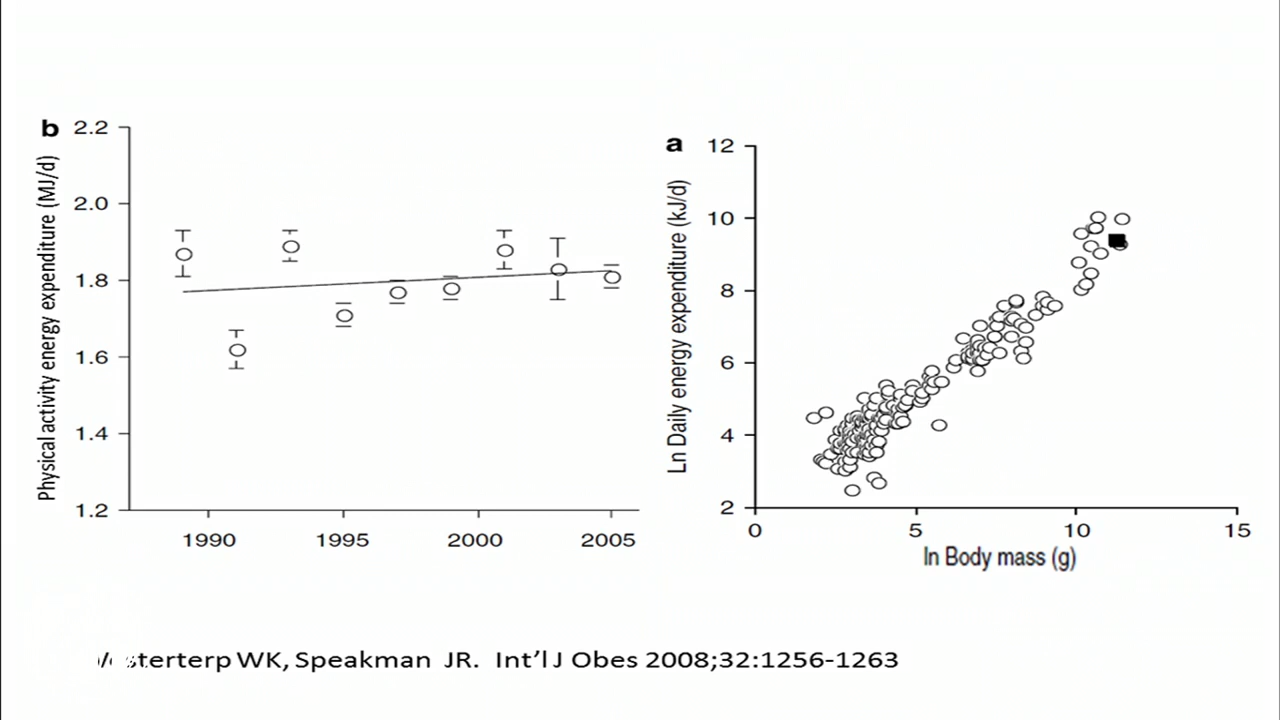 b
2.2
2.0
1.8
1.6
1.4
1.2
Physical activity energy expenditure (MJ/d)
1990 1995 2000 2005
a
12
10
8
6
4
2
Ln Daily energy expenditure (kJ/d)
0 5 10 15
ln Body mass (g)
WK, Speakman JR. Int'l J Obes 2008;32:1256-1263